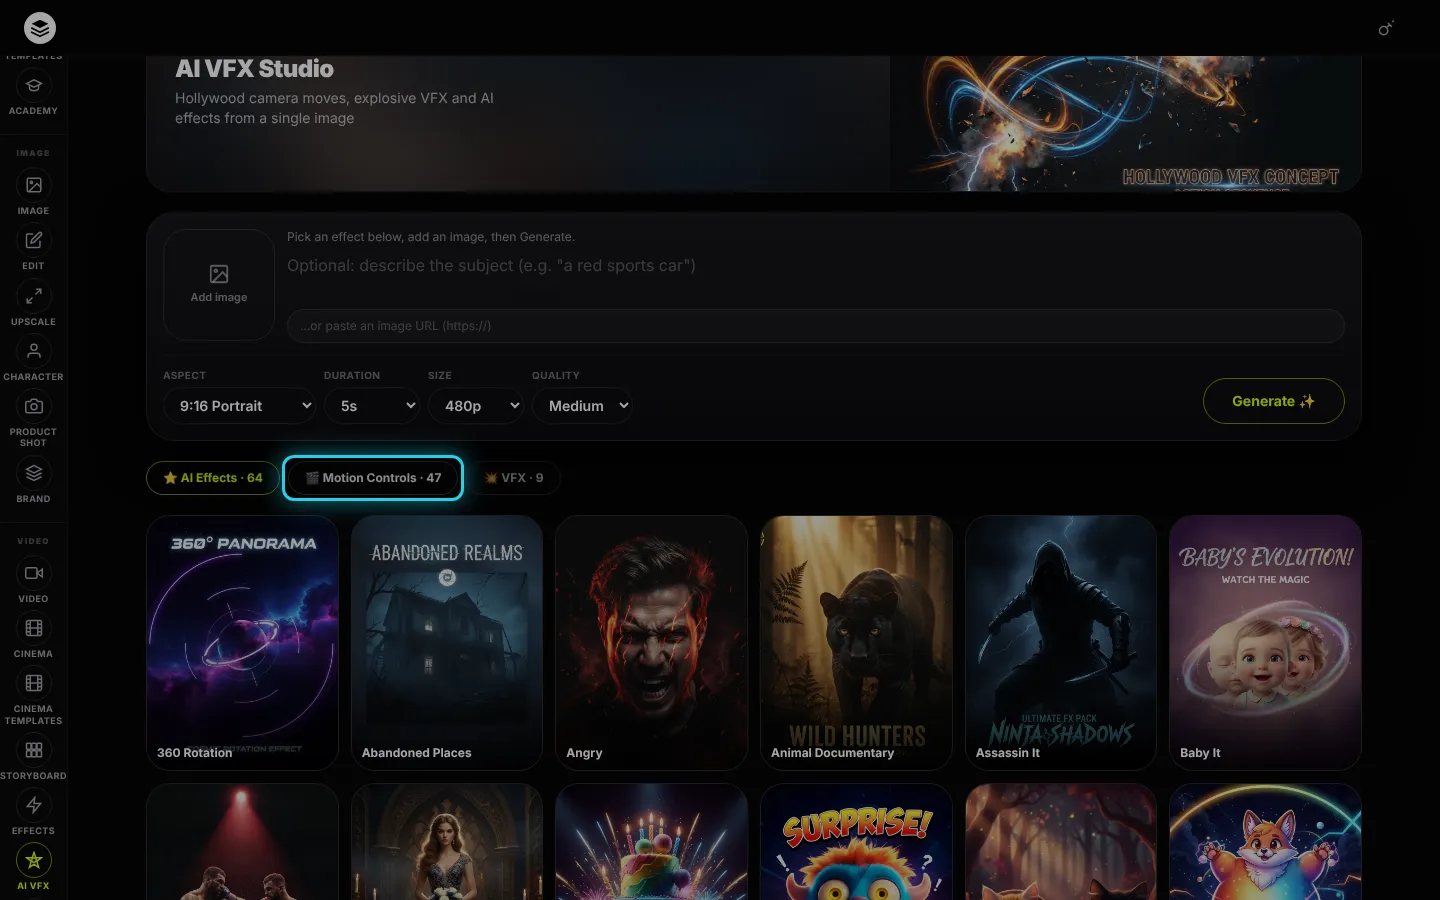 TEMPLATES
ACADEMY
IMAGE
IMAGE
EDIT
UPSCALE
CHARACTER
PRODUCT
SHOT
BRAND
VIDEO
VIDEO
CINEMA
CINEMA
TEMPLATES
STORYBOARD
EFFECTS
AI VFX
AI VFX Studio
Hollywood camera moves, explosive VFX and AI
effects from a single image
HOLLYWOOD VFX CONCEPT
Add image
Pick an effect below, add an image, then Generate.
Optional: describe the subject (e.g. "a red sports car")
...or paste an image URL (https://)
ASPECT DURATION SIZE QUALITY
9:16 Portrait 5s 480p Medium
Generate ✨
⭐ AI Effects · 64 🎬 Motion Controls · 47 💥 VFX · 9
360° PANORAMA
360 Rotation
ABANDONED REALMS
Abandoned Places
Angry
WILD HUNTERS
Animal Documentary
ULTIMATE FX PACK
NINJA SHADOWS
Assassin It
BABY'S EVOLUTION!
WATCH THE MAGIC
Baby It
SURPRISE!